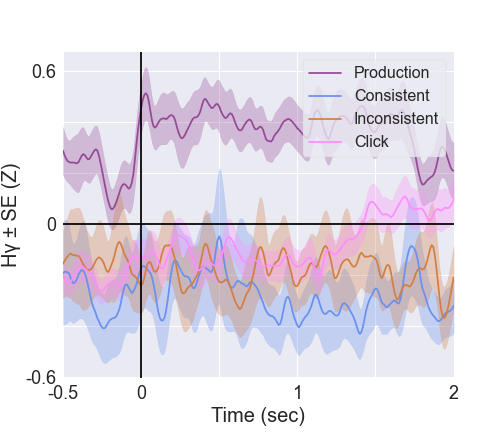 Production
Consistent
Inconsistent
Click
0.6
0
-0.6
Hγ ± SE (Z)
-0.5
0
1
2
Time (sec)